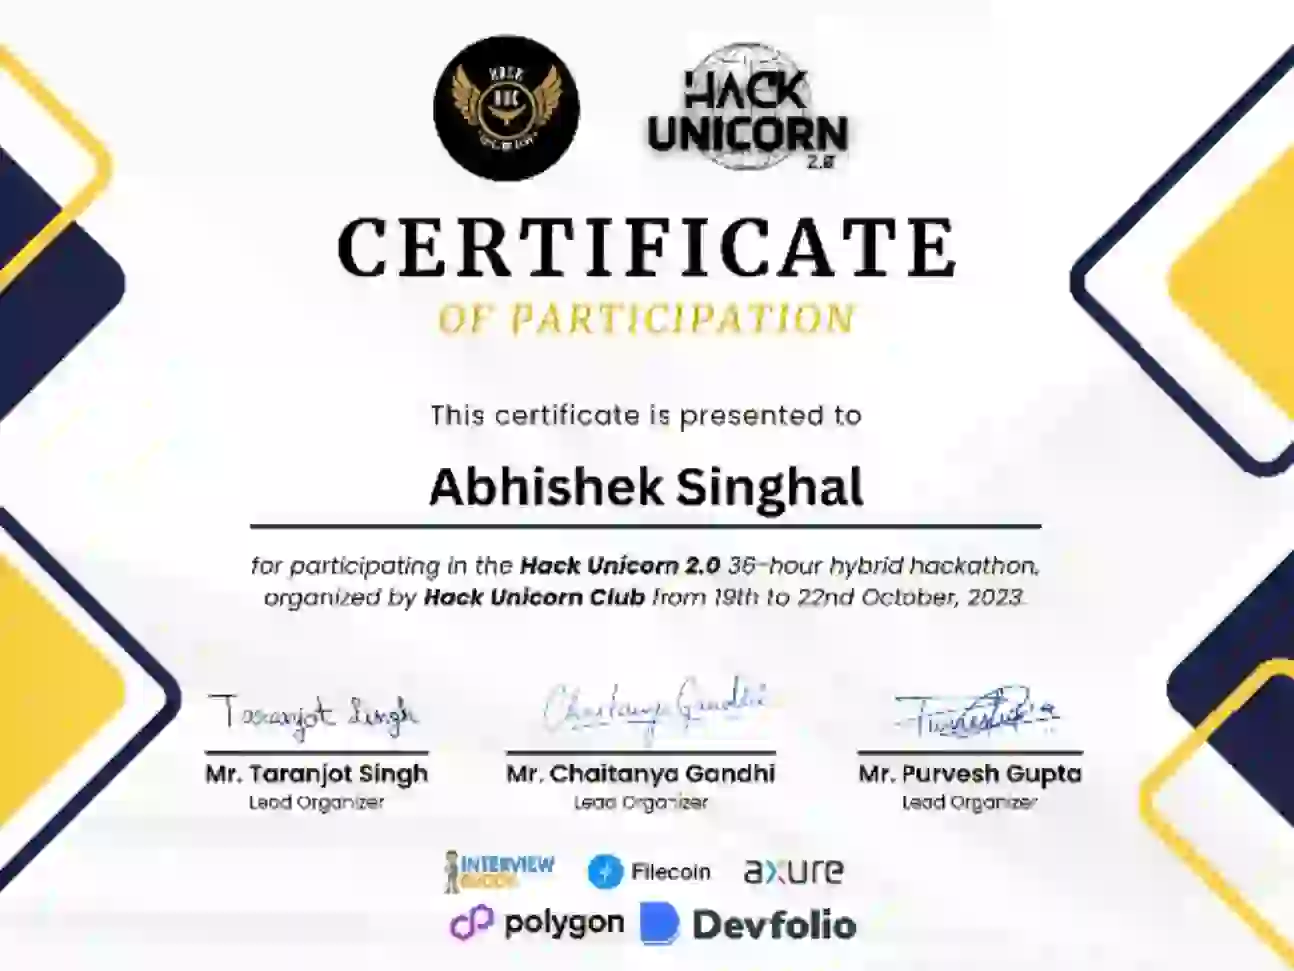 HACK
HUC
HACK
UNICORN
2.0
CERTIFICATE
OF PARTICIPATION
This certificate is presented to
Abhishek Singhal
for participating in the Hack Unicorn 2.0 36-hour hybrid hackathon,
organized by Hack Unicorn Club from 19th to 22nd October, 2023.
Taranjot Singh Chaitanya Gandhi
Mr. Taranjot Singh Mr. Chaitanya Gandhi Mr. Purvesh Gupta
Lead Organizer Lead Organizer Lead Organizer
INTERVIEW Filecoin axure
polygon Devfolio